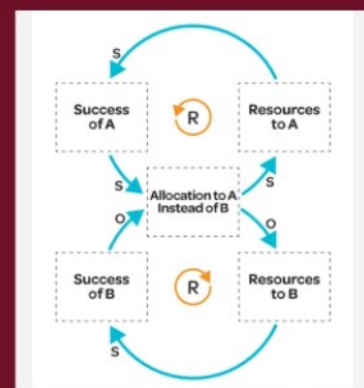 S
Success
of A
R
Resources
to A
S
S
Allocation to A
Instead of B
O
O
Success
of B
R
Resources
to B
S